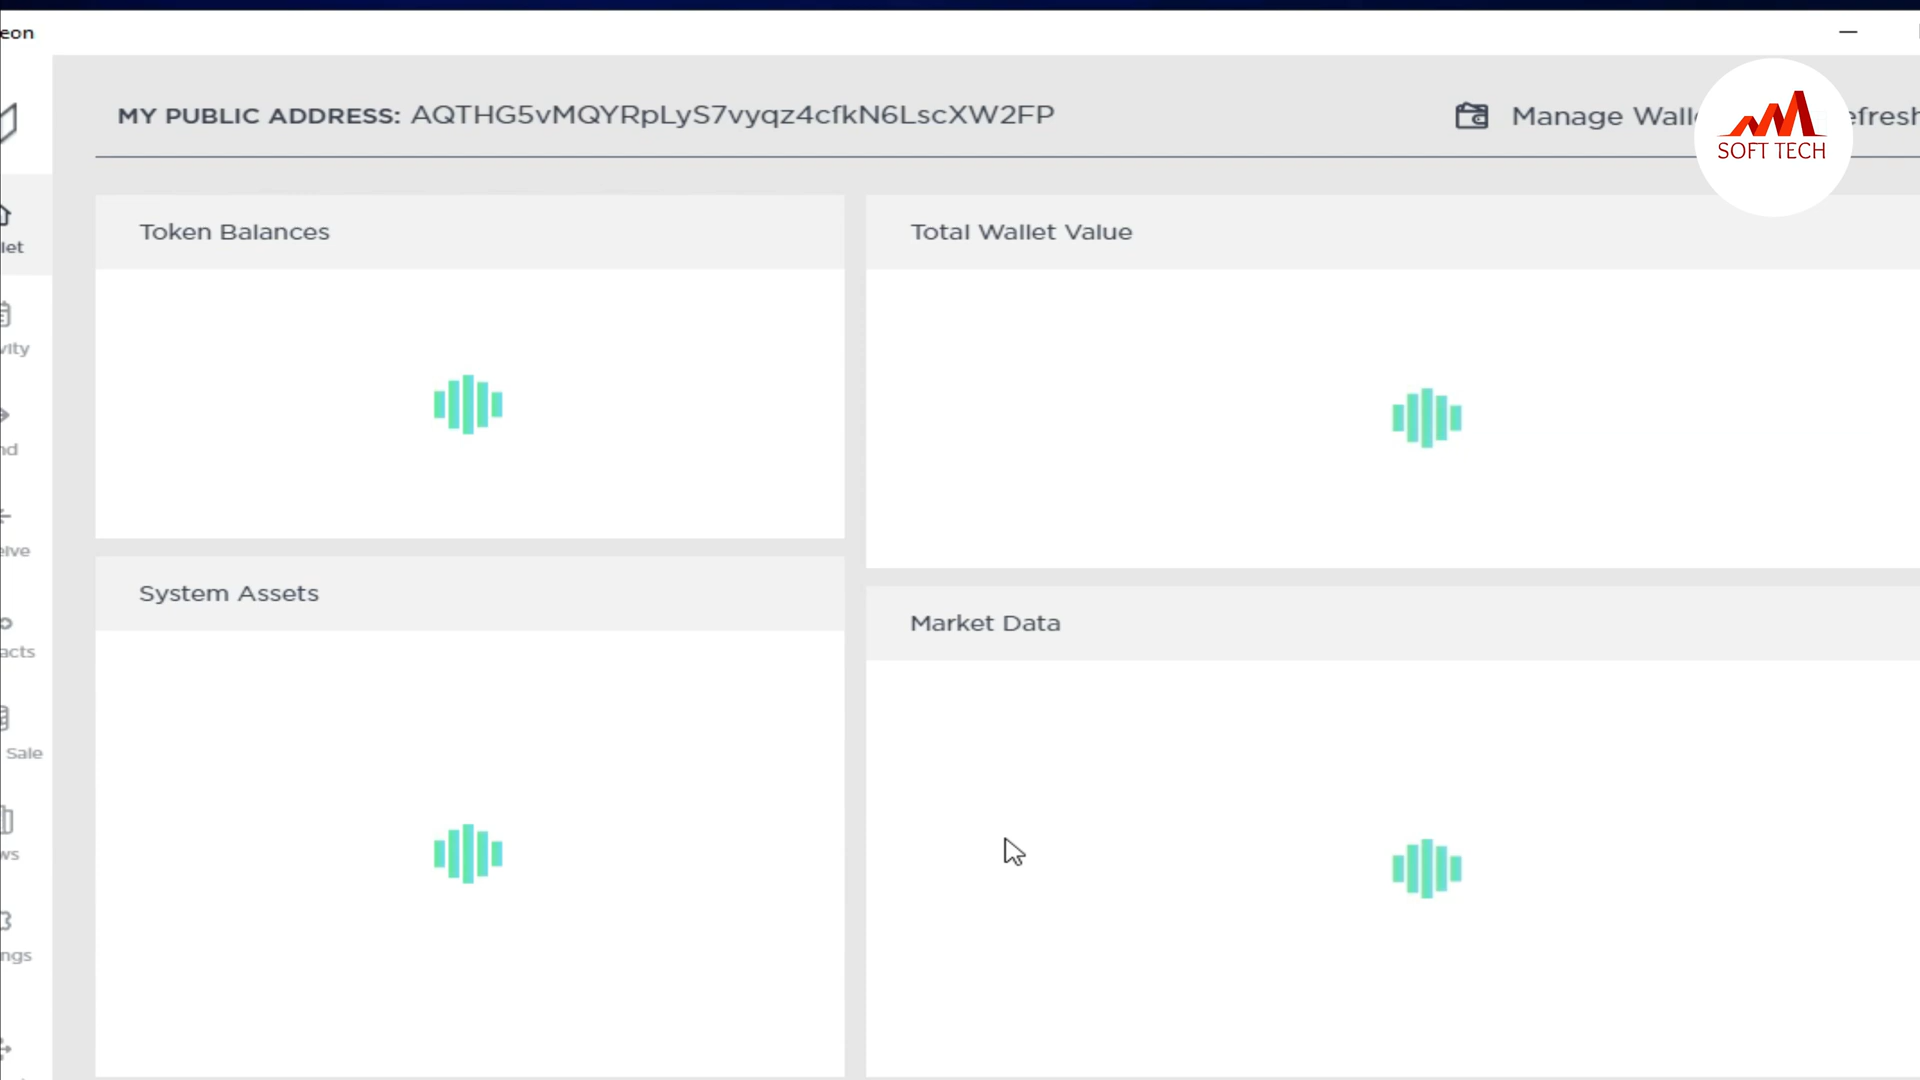 eon
MY PUBLIC ADDRESS: AQTHG5vMQYRpLyS7vyqz4cfkN6LscXW2FP
Manage Wall
efresh
SOFT TECH
let
Token Balances
Total Wallet Value
vity
nd
eive
System Assets
Market Data
acts
Sale
ws
ngs